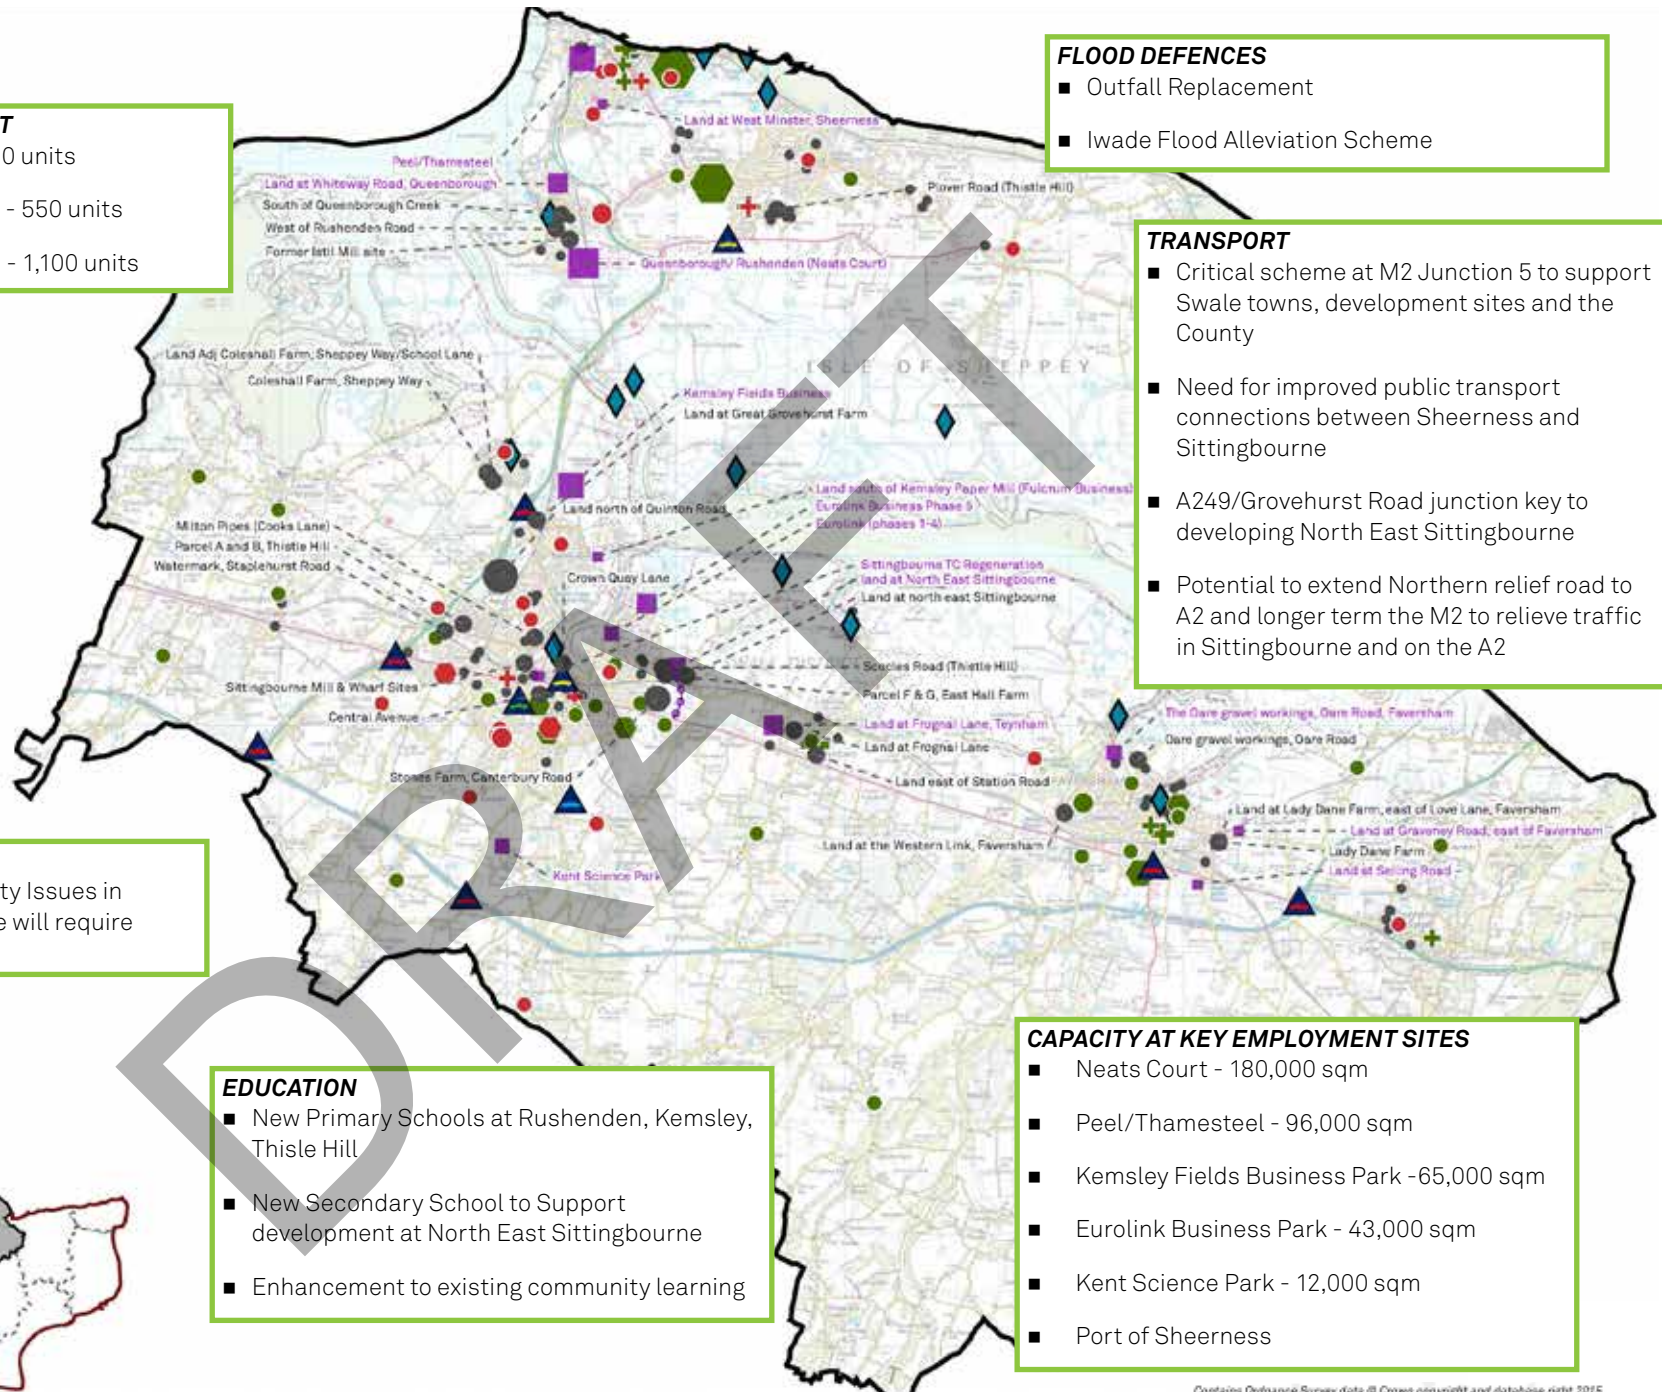 T
0 units
- 550 units
- 1,100 units
FLOOD DEFENCES
■ Outfall Replacement
■ Iwade Flood Alleviation Scheme
TRANSPORT
■ Critical scheme at M2 Junction 5 to support
Swale towns, development sites and the
County
■ Need for improved public transport
connections between Sheerness and
Sittingbourne
■ A249/Grovehurst Road junction key to
developing North East Sittingbourne
■ Potential to extend Northern relief road to
A2 and longer term the M2 to relieve traffic
in Sittingbourne and on the A2
Land at West Minster, Sheerness
Peel/Thamesteel
Land at Whiteway Road, Queenborough
South of Queenborough Creek
West of Rushenden Road
Former Istil Mill site
Plover Road (Thistle Hill)
Queenborough/ Rushenden (Neats Court)
ISLE OF SHEPPEY
Land Adj Coleshall Farm, Sheppey Way/School Lane
Coleshall Farm, Sheppey Way
Kemsley Fields Business
Land at Great Grovehurst Farm
Land south of Kemsley Paper Mill (Fulcrum Business)
Eurolink Business Phase 5
Eurolink (phases 1-4)
Land north of Quinton Road
Milton Pipes (Cooks Lane)
Parcel A and B, Thistle Hill
Watermark, Staplehurst Road
Crown Quay Lane
Sittingbourne TC Regeneration
land at North East Sittingbourne
Land at north east Sittingbourne
Scocles Road (Thistle Hill)
Parcel F & G, East Hall Farm
Sittingbourne Mill & Wharf Sites
Central Avenue
Land at Frognal Lane, Teynham
Land at Frognal Lane
Land east of Station Road
Stones Farm, Canterbury Road
The Oare gravel workings, Oare Road, Faversham
Oare gravel workings, Oare Road
Land at Lady Dane Farm, east of Love Lane, Faversham
Land at Graveney Road, east of Faversham
Lady Dane Farm
Land at Selling Road
Land at the Western Link, Faversham
Kent Science Park
DRAFT
ty Issues in
e will require
EDUCATION
■ New Primary Schools at Rushenden, Kemsley,
Thisle Hill
■ New Secondary School to Support
development at North East Sittingbourne
■ Enhancement to existing community learning
CAPACITY AT KEY EMPLOYMENT SITES
■ Neats Court - 180,000 sqm
■ Peel/Thamesteel - 96,000 sqm
■ Kemsley Fields Business Park -65,000 sqm
■ Eurolink Business Park - 43,000 sqm
■ Kent Science Park - 12,000 sqm
■ Port of Sheerness
Contains Ordnance Survey data © Crown copyright and database right 2015